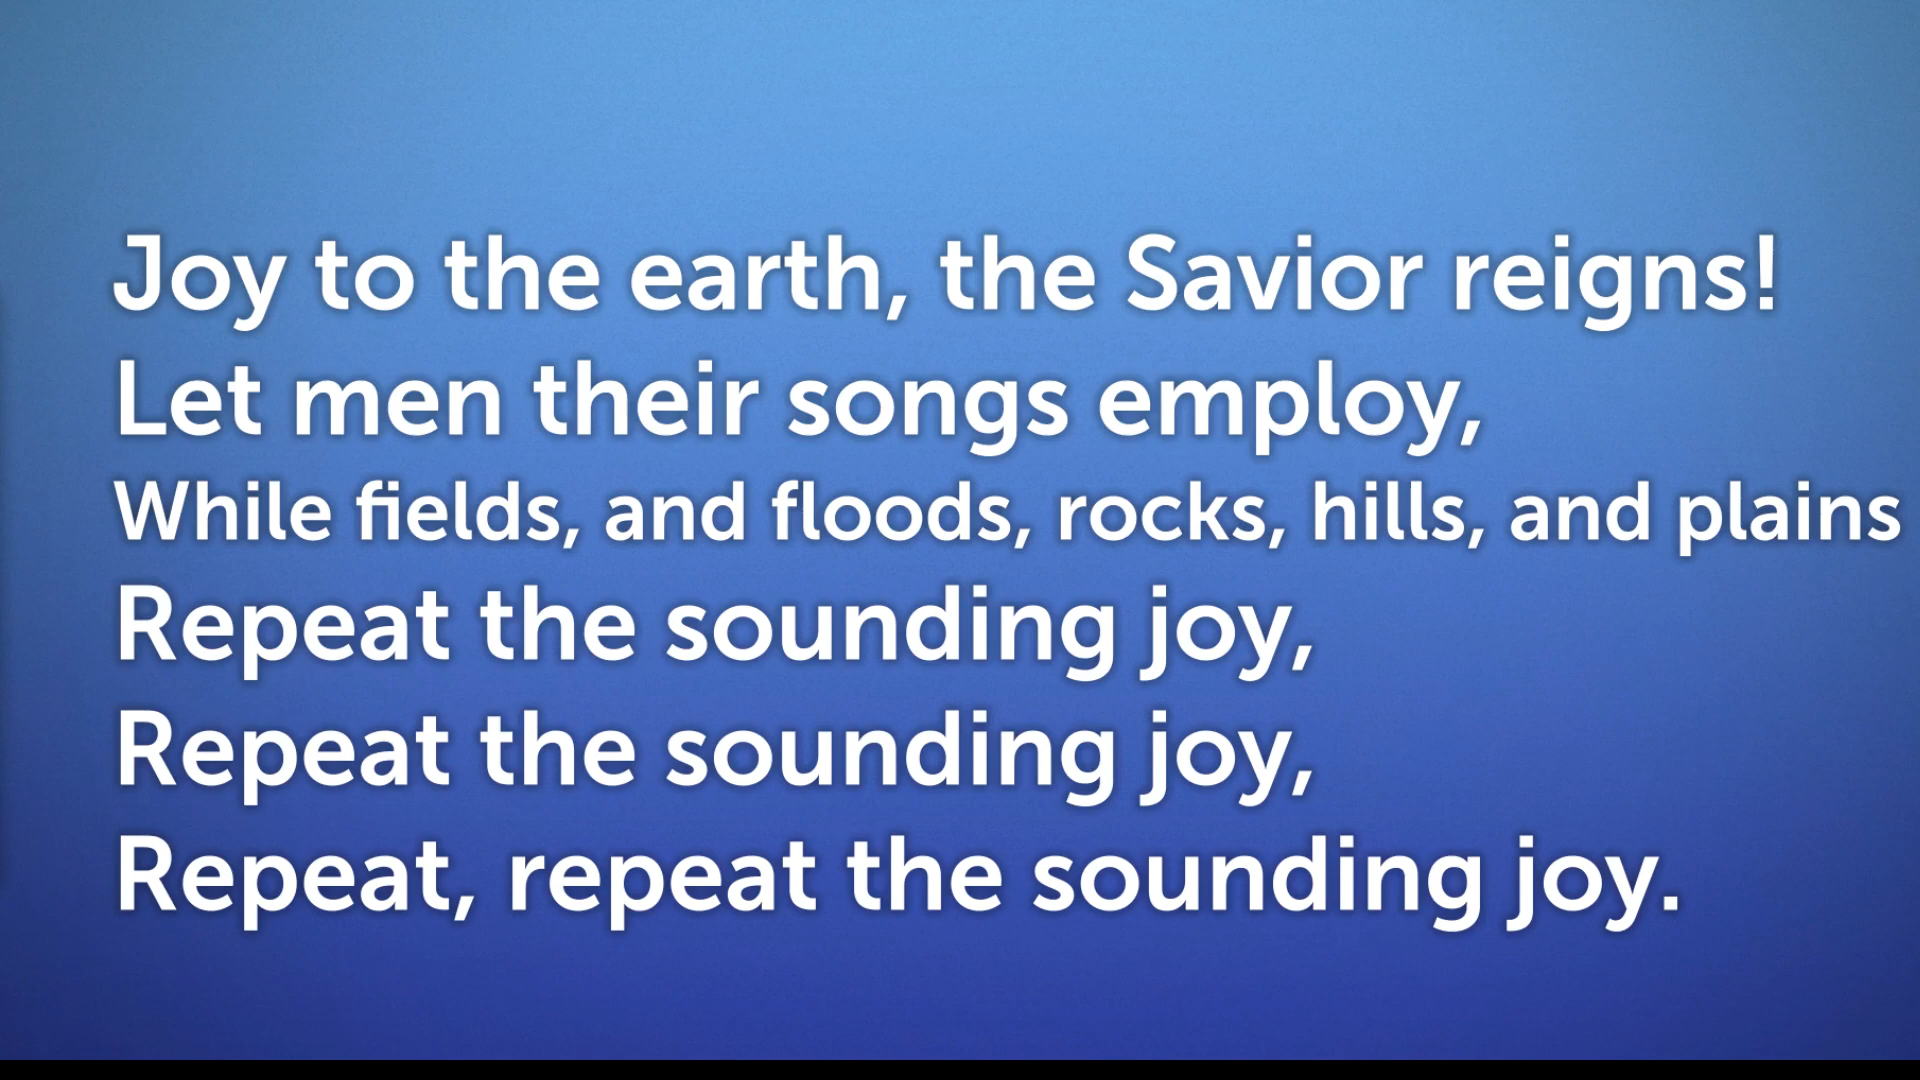 Joy to the earth, the Savior reigns!
Let men their songs employ,
While fields, and floods, rocks, hills, and plains
Repeat the sounding joy,
Repeat the sounding joy,
Repeat, repeat the sounding joy.